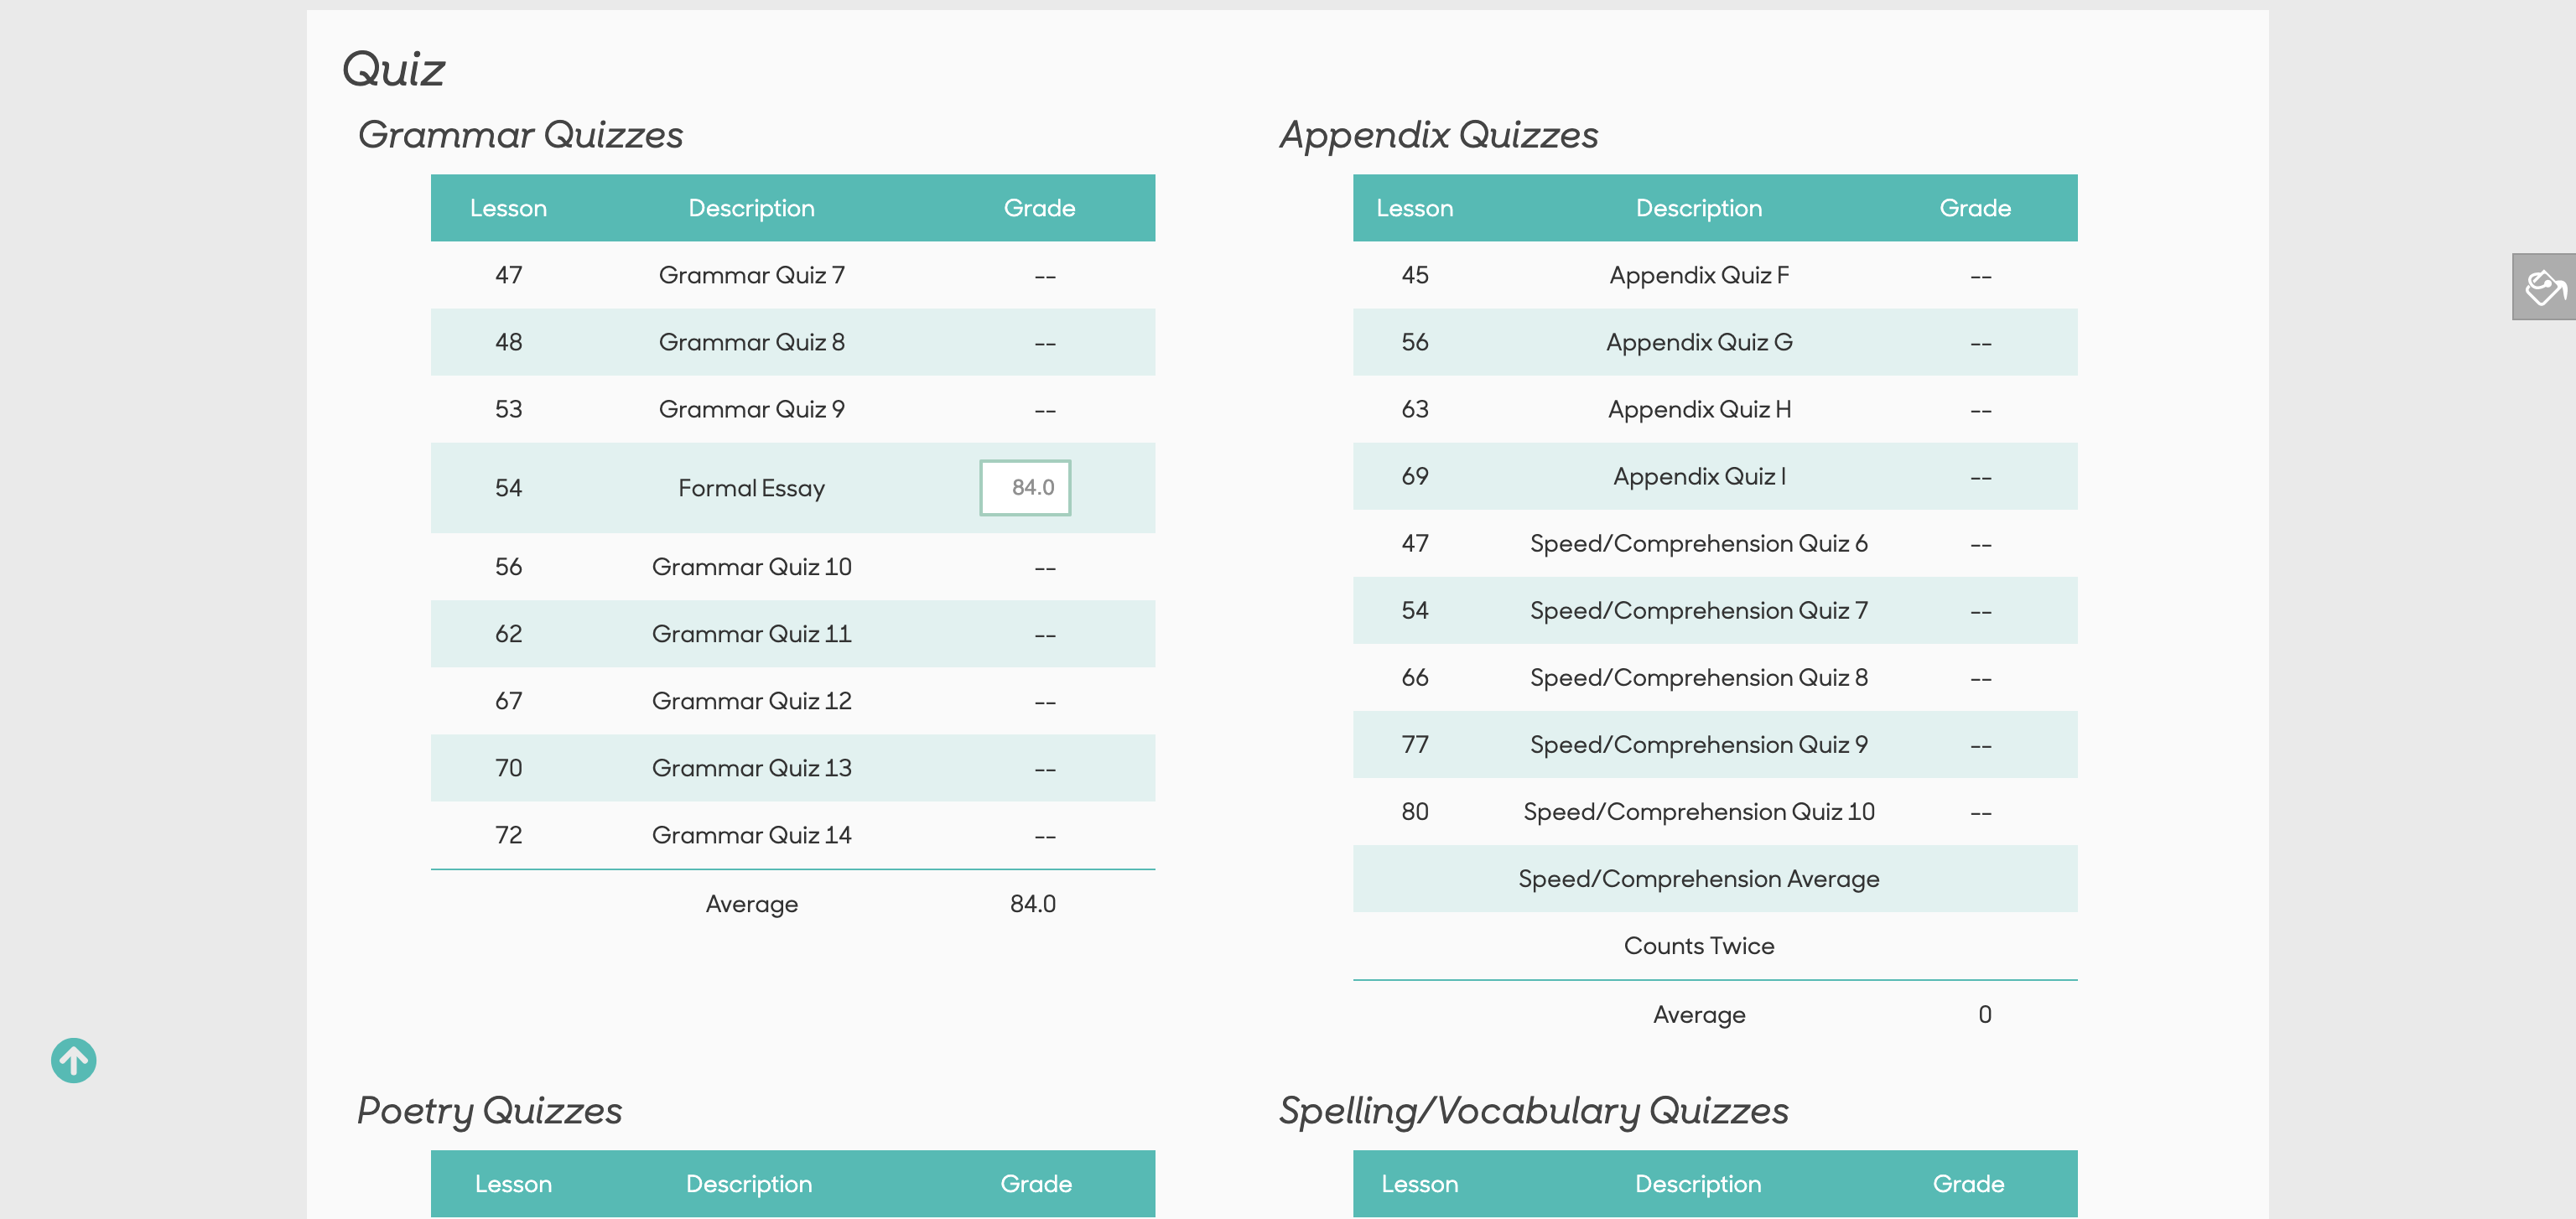 Quiz
Grammar Quizzes
Lesson Description Grade
47 Grammar Quiz 7 --
48 Grammar Quiz 8 --
53 Grammar Quiz 9 --
54 Formal Essay 84.0
56 Grammar Quiz 10 --
62 Grammar Quiz 11 --
67 Grammar Quiz 12 --
70 Grammar Quiz 13 --
72 Grammar Quiz 14 --
Average 84.0
Appendix Quizzes
Lesson Description Grade
45 Appendix Quiz F --
56 Appendix Quiz G --
63 Appendix Quiz H --
69 Appendix Quiz I --
47 Speed/Comprehension Quiz 6 --
54 Speed/Comprehension Quiz 7 --
66 Speed/Comprehension Quiz 8 --
77 Speed/Comprehension Quiz 9 --
80 Speed/Comprehension Quiz 10 --
Speed/Comprehension Average
Counts Twice
Average 0
Poetry Quizzes
Lesson Description Grade
Spelling/Vocabulary Quizzes
Lesson Description Grade